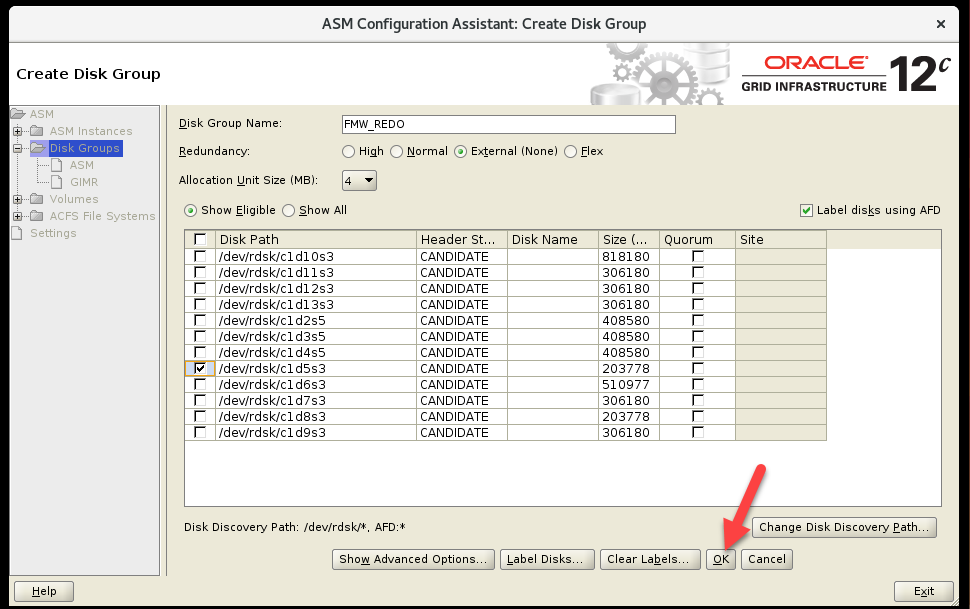 ASM Configuration Assistant: Create Disk Group
Create Disk Group
ORACLE
GRID INFRASTRUCTURE
12c
ASM
ASM Instances
Disk Groups
ASM
GIMR
Volumes
ACFS File Systems
Settings
Disk Group Name: FMW_REDO
Redundancy: High Normal External (None) Flex
Allocation Unit Size (MB): 4
Show Eligible Show All Label disks using AFD
Disk Path Header St... Disk Name Size (... Quorum Site
/dev/rdsk/c1d10s3 CANDIDATE 818180
/dev/rdsk/c1d11s3 CANDIDATE 306180
/dev/rdsk/c1d12s3 CANDIDATE 306180
/dev/rdsk/c1d13s3 CANDIDATE 306180
/dev/rdsk/c1d2s5 CANDIDATE 408580
/dev/rdsk/c1d3s5 CANDIDATE 408580
/dev/rdsk/c1d4s5 CANDIDATE 408580
/dev/rdsk/c1d5s3 CANDIDATE 203778
/dev/rdsk/c1d6s3 CANDIDATE 510977
/dev/rdsk/c1d7s3 CANDIDATE 306180
/dev/rdsk/c1d8s3 CANDIDATE 203778
/dev/rdsk/c1d9s3 CANDIDATE 306180
Disk Discovery Path: /dev/rdsk/*, AFD:* Change Disk Discovery Path...
Show Advanced Options... Label Disks... Clear Labels... OK Cancel
Help Exit